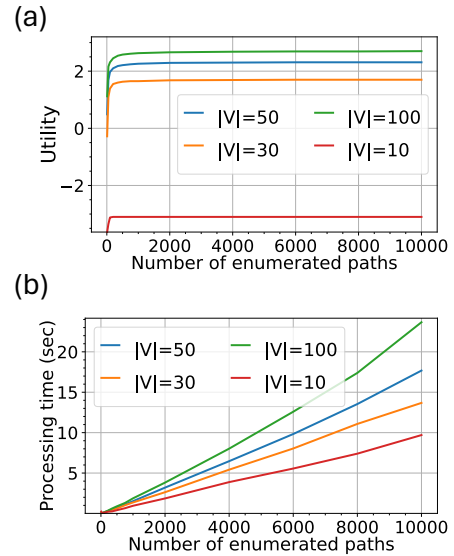 (a)
2
0
−2
Utility
|V|=50
|V|=100
|V|=30
|V|=10
0 2000 4000 6000 8000 10000
Number of enumerated paths
(b)
20
15
10
5
Processing time (sec)
|V|=50
|V|=100
|V|=30
|V|=10
0 2000 4000 6000 8000 10000
Number of enumerated paths